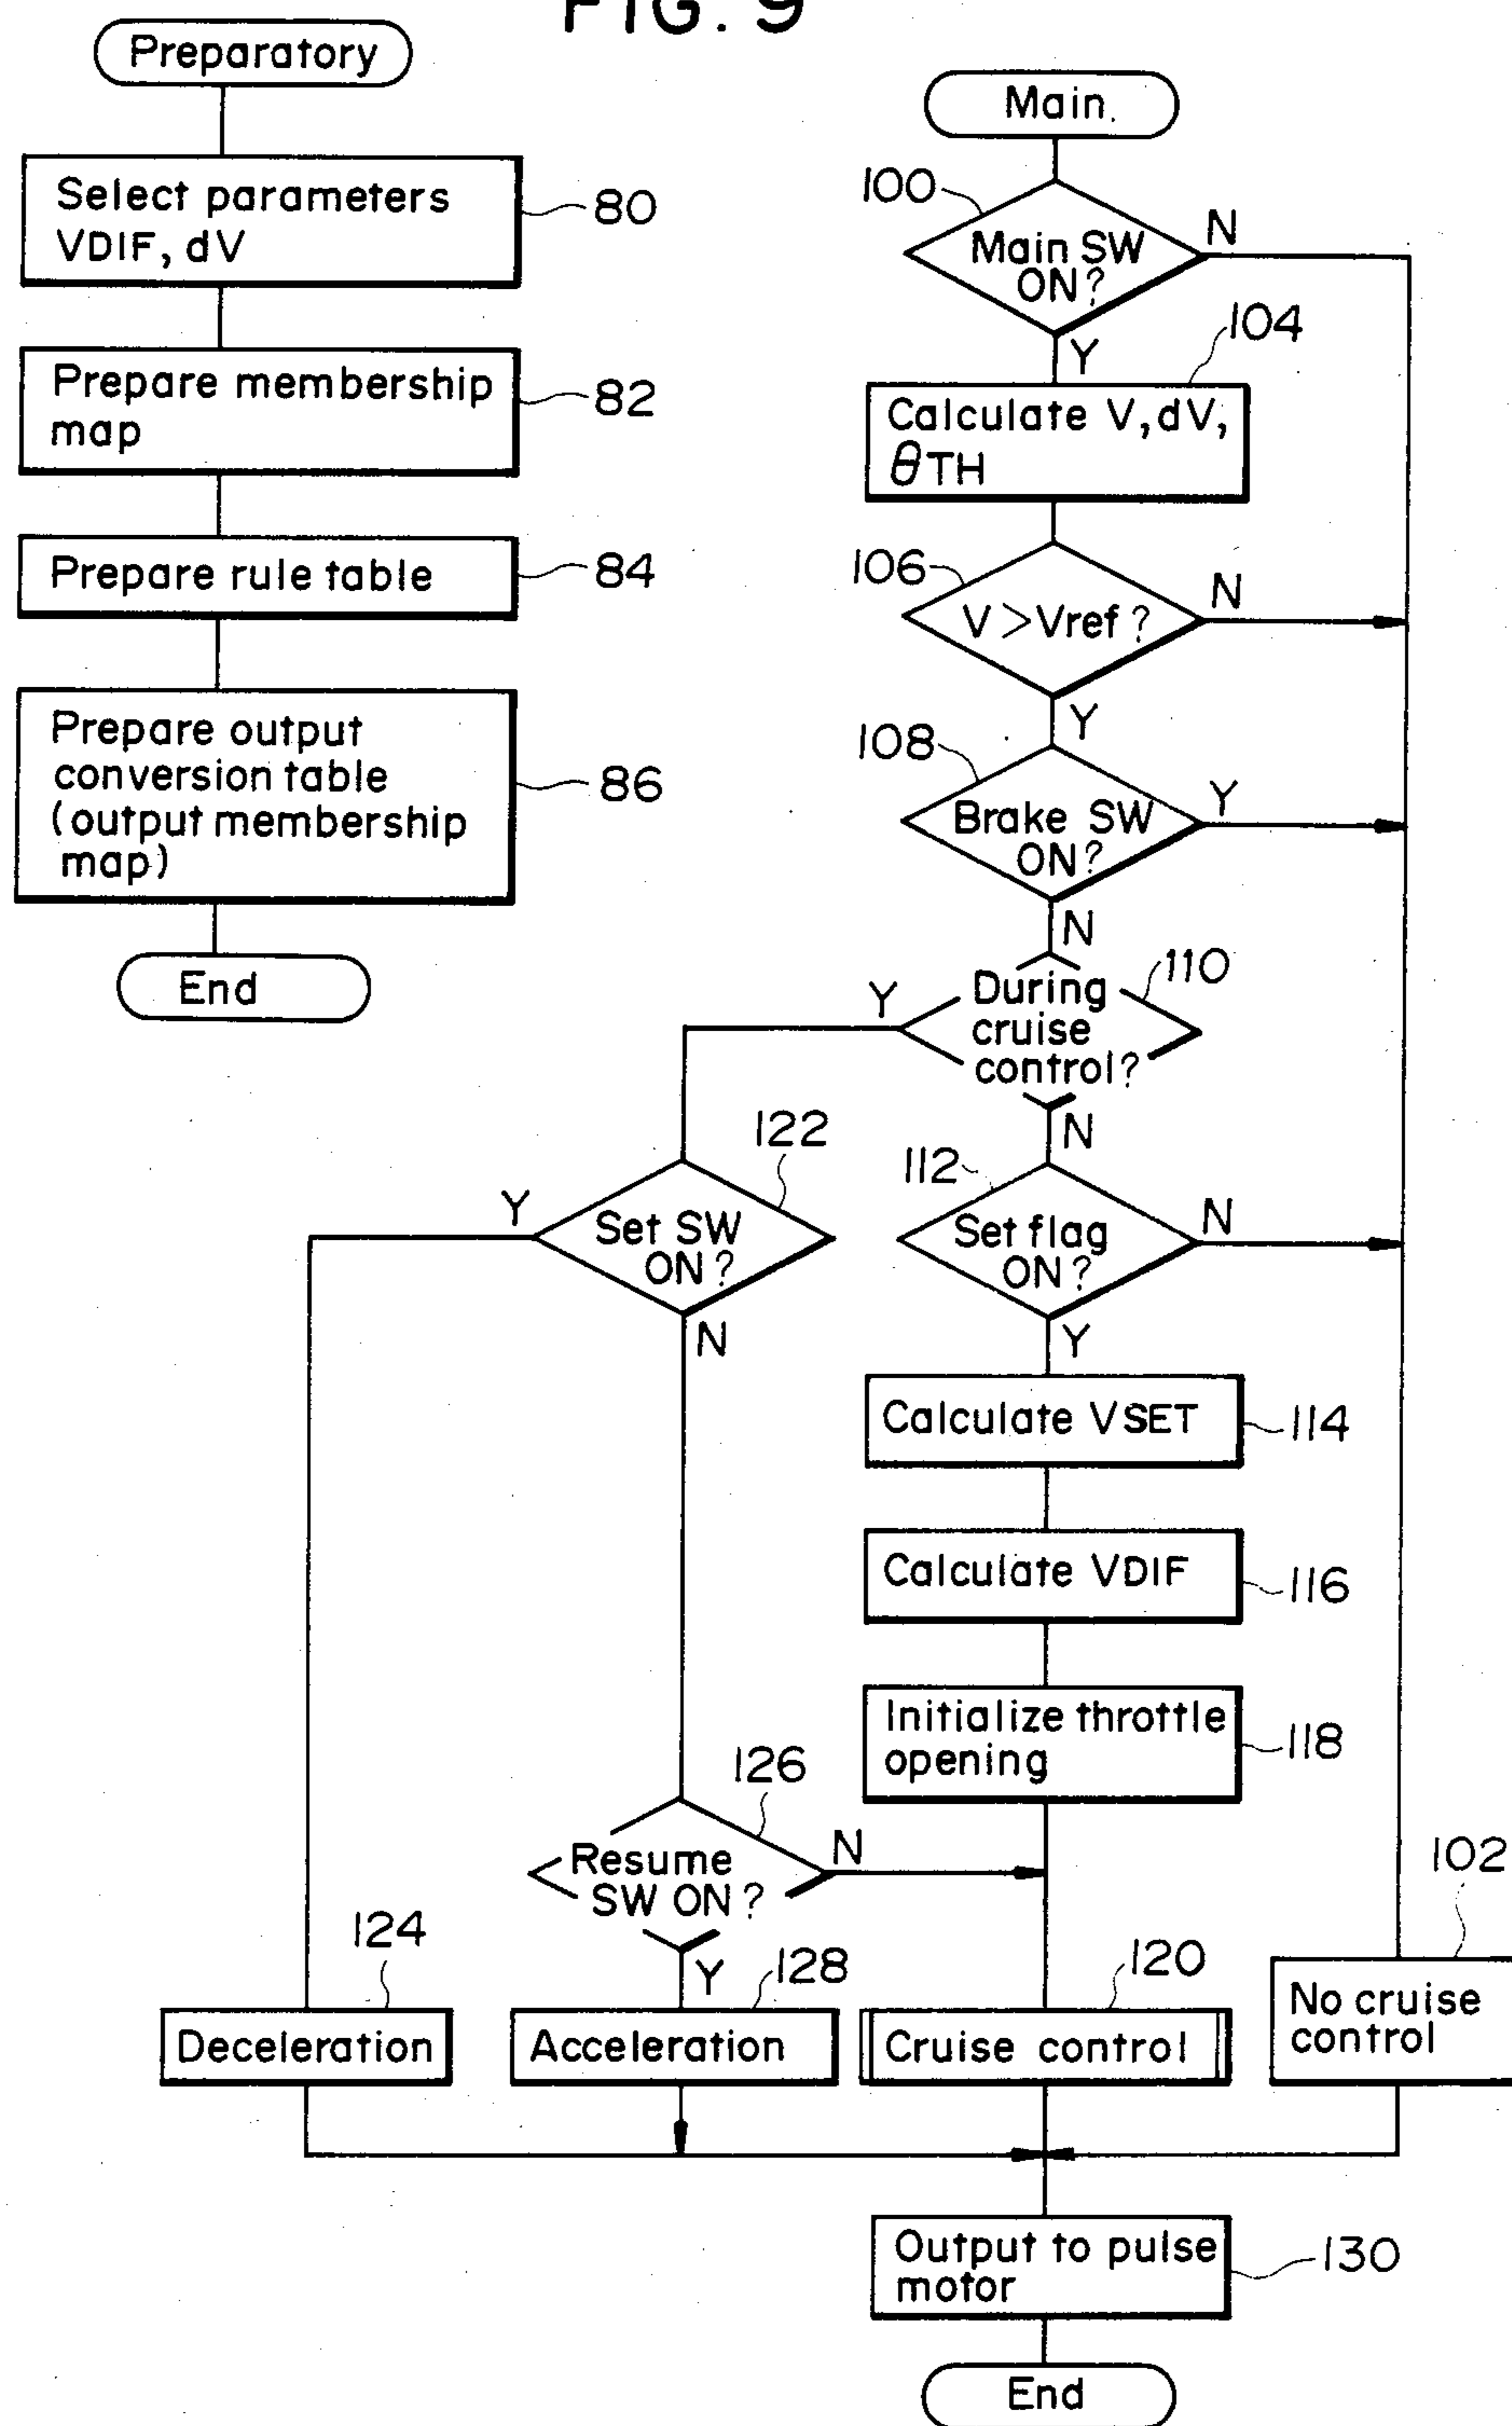 FIG. 9
Preparatory
Select parameters
VDIF, dV
80
Prepare membership
map
82
Prepare rule table
84
Prepare output
conversion table
(output membership
map)
86
End
Main.
100
Main SW
ON?
N
Y
104
Calculate V, dV,
θTH
106
V>Vref?
N
Y
108
Brake SW
ON?
Y
N
110
During
cruise
control?
Y
N
122
Set SW
ON?
Y
N
112
Set flag
ON?
N
Y
Calculate VSET
114
Calculate VDIF
116
Initialize throttle
opening
118
126
Resume
SW ON?
N
Y
124
Deceleration
128
Acceleration
120
Cruise control
102
No cruise
control
Output to pulse
motor
130
End